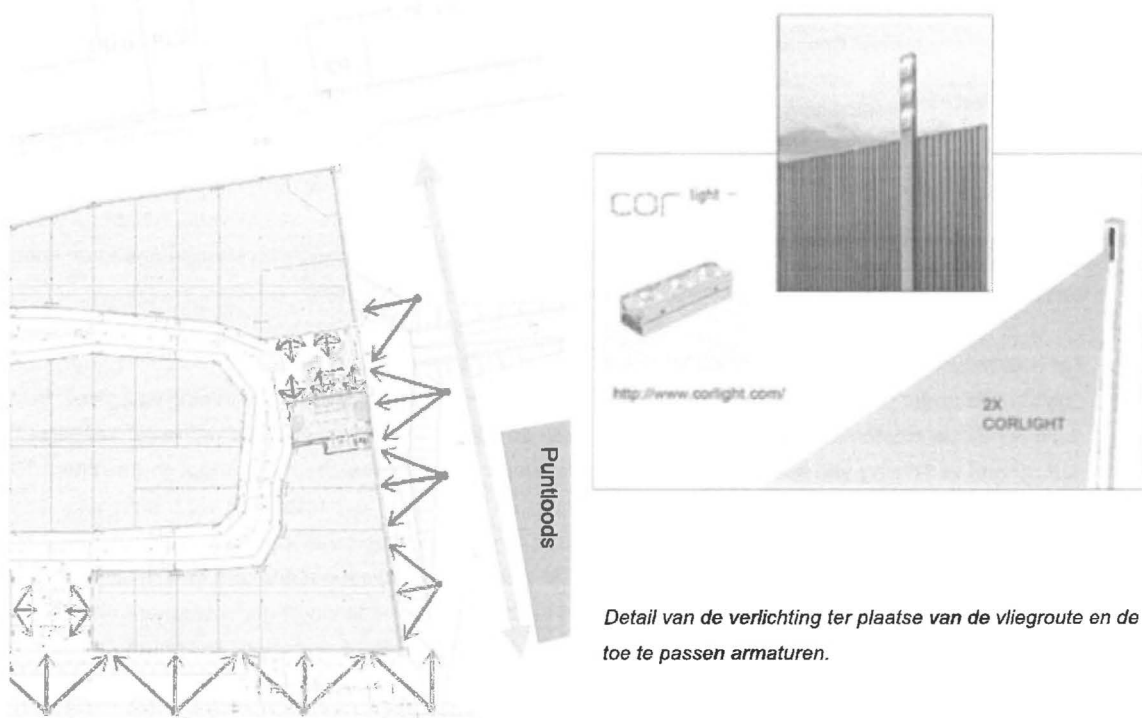 cor light
http://www.corlight.com/
2X
CORLIGHT
Puntloods
Detail van de verlichting ter plaatse van de vliegroute en de
toe te passen armaturen.